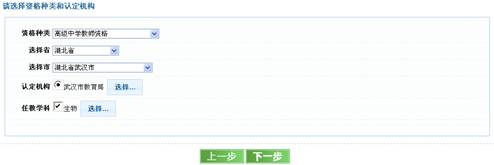 请选择资格种类和认定机构
资格种类 高级中学教师资格
选择省 湖北省
选择市 湖北省武汉市
认定机构 武汉市教育局 选择...
任教学科 生物 选择...
上一步 下一步